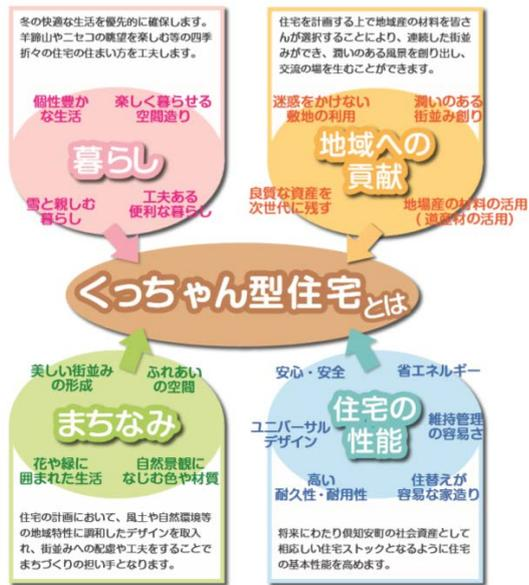 冬の快適な生活を優先的に確保します。
羊蹄山やニセコの眺望を楽しむ等の四季
折々の住宅の住まい方を工夫します。
個性豊か
な生活
楽しく暮らせる
空間造り
暮らし
雪と親しむ
暮らし
工夫ある
便利な暮らし
住宅を計画する上で地域産の材料を皆さ
んが選択することにより、連続した街並
みができ、潤いのある風景を創り出し、
交流の場を生むことができます。
迷惑をかけない
敷地の利用
潤いのある
街並み創り
地域への
貢献
良質な資産を
次世代に残す
地場産の材料の活用
(道産材の活用)
くっちゃん型住宅とは
美しい街並み
の形成
ふれあい
の空間
まちなみ
花や緑に
囲まれた生活
自然景観に
なじむ色や材質
住宅の計画において、風土や自然環境等
の地域特性に調和したデザインを取入
れ、街並みへの配慮や工夫をすることで
まちづくりの担い手となります。
安心・安全
省エネルギー
ユニバーサル
デザイン
住宅の
性能
維持管理
の容易さ
高い
耐久性・耐用性
住替えが
容易な家造り
将来にわたり倶知安町の社会資産として
相応しい住宅ストックとなるように住宅
の基本性能を高めます。